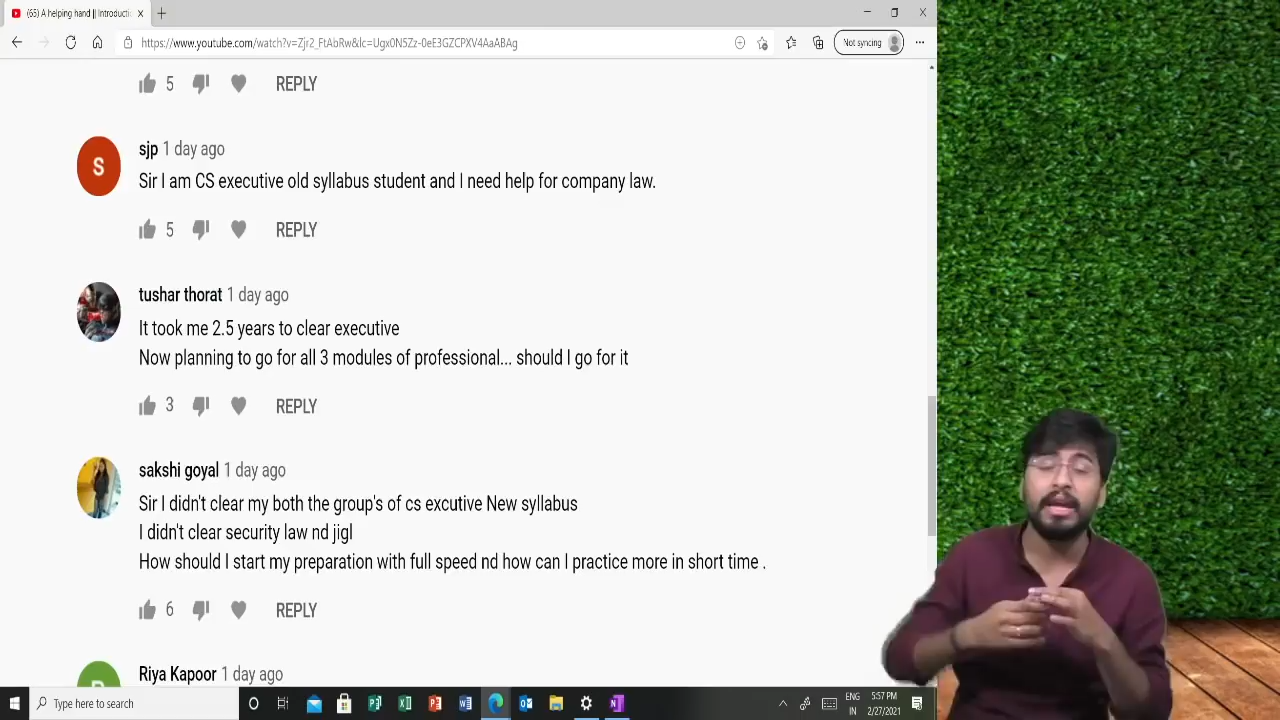 (65) A helping hand || Introducti
https://www.youtube.com/watch?v=Zjr2_FtAbRw&lc=Ugx0N5Zz-0eE3GZCPXV4AaABAg
Not syncing
5 REPLY
S
sjp 1 day ago
Sir I am CS executive old syllabus student and I need help for company law.
5 REPLY
tushar thorat 1 day ago
It took me 2.5 years to clear executive
Now planning to go for all 3 modules of professional... should I go for it
3 REPLY
sakshi goyal 1 day ago
Sir I didn't clear my both the group's of cs excutive New syllabus
I didn't clear security law nd jigl
How should I start my preparation with full speed nd how can I practice more in short time .
6 REPLY
Riya Kapoor 1 day ago
Type here to search
ENG
IN
5:57 PM
2/27/2021